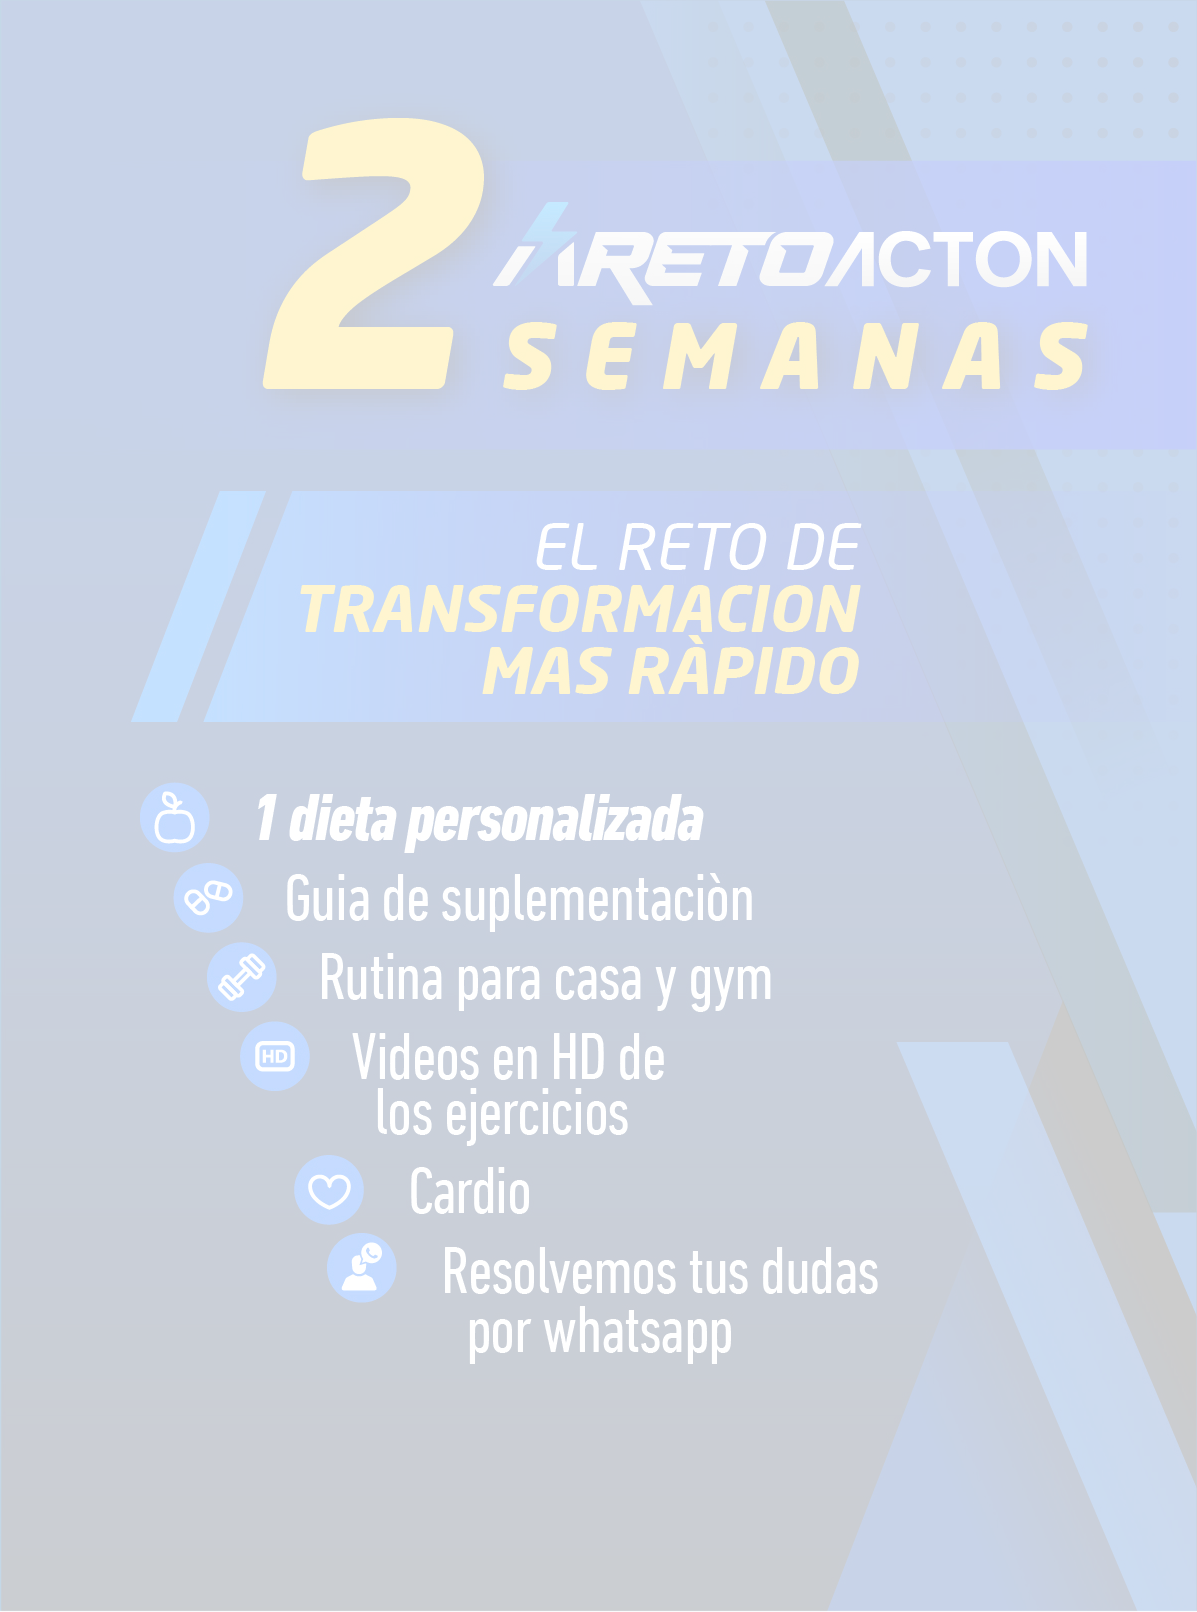 2 ARETOACTON
SEMANAS
EL RETO DE
TRANSFORMACION
MAS RÀPIDO
1 dieta personalizada
Guia de suplementaciòn
Rutina para casa y gym
HD
Videos en HD de
los ejercicios
Cardio
Resolvemos tus dudas
por whatsapp